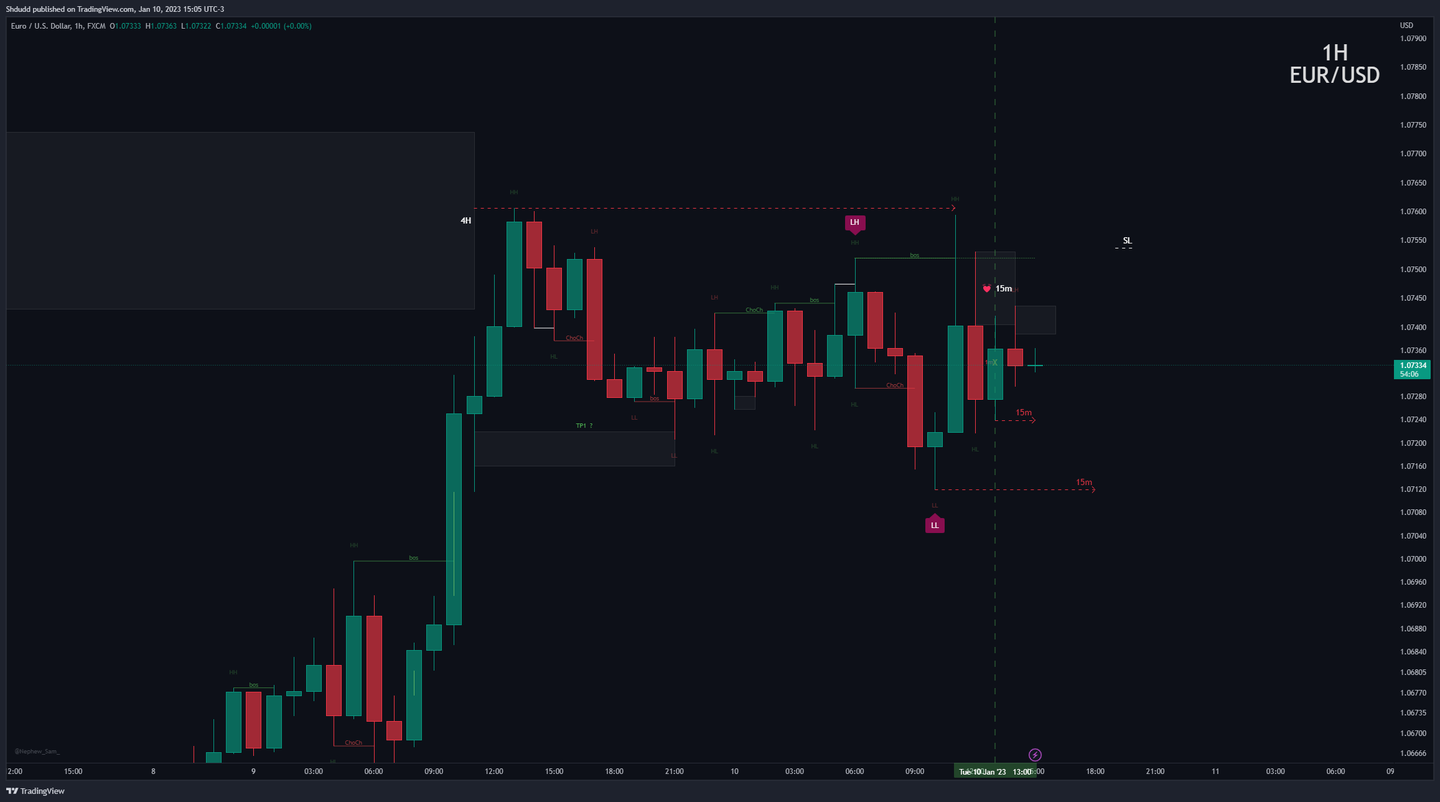 Shdudd published on TradingView.com, Jan 10, 2023 15:05 UTC-3
Euro / U.S. Dollar, 1h, FXCM O1.07333 H1.07363 L1.07322 C1.07334 +0.00001 (+0.00%)
USD
1.07900
1H
EUR/USD
1.07850
1.07800
1.07750
1.07700
1.07650
HH
HH
1.07600
4H
LH
LH
HH
SL
1.07550
bos
1.07500
HH
15m
LH
1.07450
bos
ChoCh
1.07400
ChoCh
HL
1.07360
1.07334
54:06
ChoCh
bos
1.07280
HL
15m
LL
1.07240
TP1 ?
HL
HL
HL
1.07200
LL
1.07160
15m
1.07120
LL
1.07080
LL
HH
1.07040
bos
1.07000
1.06960
1.06920
1.06880
1.06840
HH
1.06805
bos
1.06770
1.06735
ChoCh
1.06700
@Nephew_Sam_
1.06666
2:00 15:00 8 9 03:00 06:00 09:00 12:00 15:00 18:00 21:00 10 03:00 06:00 09:00 Tue 10 Jan '23 13:00 18:00 21:00 11 03:00 06:00 09
TradingView